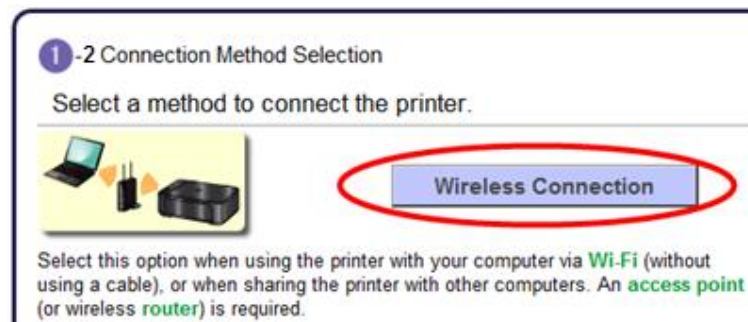 1-2 Connection Method Selection
Select a method to connect the printer.
Wireless Connection
Select this option when using the printer with your computer via Wi-Fi (without
using a cable), or when sharing the printer with other computers. An access point
(or wireless router) is required.